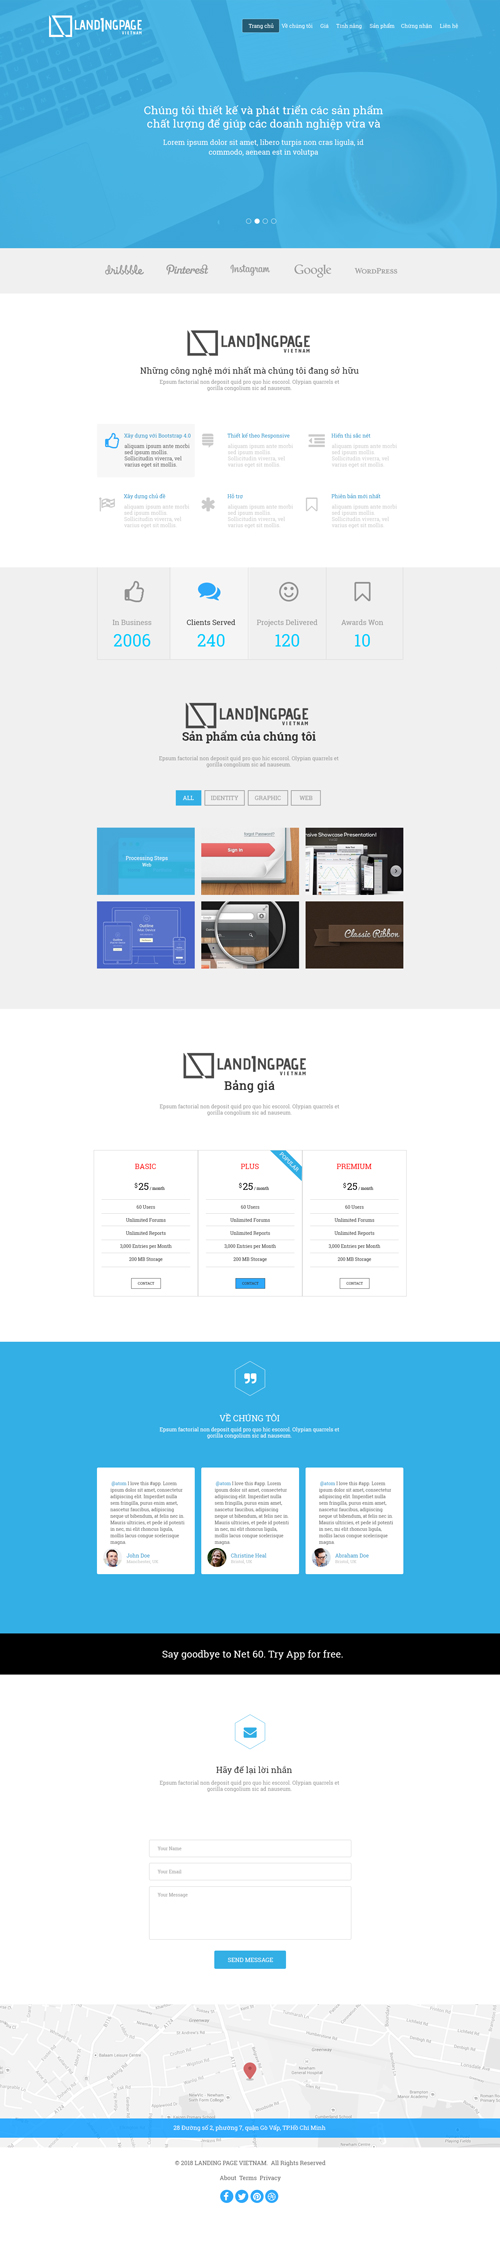 LANDINGPAGE
VIETNAM
Trang chủ Về chúng tôi Giá Tính năng Sản phẩm Chứng nhận Liên hệ
Chúng tôi thiết kế và phát triển các sản phẩm
chất lượng để giúp các doanh nghiệp vừa và
Lorem ipsum dolor sit amet, libero turpis non cras ligula, id
commodo, aenean est in volutpa
dribbble Pinterest Instagram Google WordPress
LANDINGPAGE
VIETNAM
Những công nghệ mới nhất mà chúng tôi đang sở hữu
Epsum factorial non deposit quid pro quo hic escorol. Olypian quarrels et
gorilla congolium sic ad nauseum.
Xây dựng với Bootstrap 4.0
aliquam ipsum ante morbi
sed ipsum mollis.
Sollicitudin viverra, vel
varius eget sit mollis.
Thiết kế theo Responsive
aliquam ipsum ante morbi
sed ipsum mollis.
Sollicitudin viverra, vel
varius eget sit mollis.
Hiển thị sắc nét
aliquam ipsum ante morbi
sed ipsum mollis.
Sollicitudin viverra, vel
varius eget sit mollis.
Xây dựng chủ đề
aliquam ipsum ante morbi
sed ipsum mollis.
Sollicitudin viverra, vel
varius eget sit mollis.
Hỗ trợ
aliquam ipsum ante morbi
sed ipsum mollis.
Sollicitudin viverra, vel
varius eget sit mollis.
Phiên bản mới nhất
aliquam ipsum ante morbi
sed ipsum mollis.
Sollicitudin viverra, vel
varius eget sit mollis.
In Business
2006
Clients Served
240
Projects Delivered
120
Awards Won
10
LANDINGPAGE
VIETNAM
Sản phẩm của chúng tôi
Epsum factorial non deposit quid pro quo hic escorol. Olypian quarrels et
gorilla congolium sic ad nauseum.
ALL IDENTITY GRAPHIC WEB
Processing Steps
Web
Forgot Password?
Sign in
nsive Showcase Presentation!
Outline
Outline
Classic Ribbon
LANDINGPAGE
VIETNAM
Bảng giá
Epsum factorial non deposit quid pro quo hic escorol. Olypian quarrels et
gorilla congolium sic ad nauseum
BASIC
$25 / month
60 Users
Unlimited Forums
Unlimited Reports
3,000 Entries per Month
200 MB Storage
CONTACT
POPULAR
PLUS
$25 / month
60 Users
Unlimited Forums
Unlimited Reports
3,000 Entries per Month
200 MB Storage
CONTACT
PREMIUM
$25 / month
60 Users
Unlimited Forums
Unlimited Reports
3,000 Entries per Month
200 MB Storage
CONTACT
VỀ CHÚNG TÔI
Epsum factorial non deposit quid pro quo hic escorol. Olypian quarrels et
gorilla congolium sic ad nauseum.
@atom I love this #app. Lorem
ipsum dolor sit amet, consectetur
adipiscing elit. Imperdiet nulla
sem fringilla, purus enim amet,
nascetur purus enim amet,
neque ut bibendum, at felis nec in.
Mauris ultricies, et pede id potenti
in nec, mi elit rhoncus ligula,
mollis lacus congue scelerisque
magna
John Doe
@atom I love this #app. Lorem
ipsum dolor sit amet, consectetur
adipiscing elit. Imperdiet nulla
sem fringilla, purus enim amet,
nascetur purus enim amet,
neque ut bibendum, at felis nec in.
Mauris ultricies, et pede id potenti
in nec, mi elit rhoncus ligula,
mollis lacus congue scelerisque
magna
Christine Heal
@atom I love this #app. Lorem
ipsum dolor sit amet, consectetur
adipiscing elit. Imperdiet nulla
sem fringilla, purus enim amet,
nascetur purus enim amet,
neque ut bibendum, at felis nec in.
Mauris ultricies, et pede id potenti
in nec, mi elit rhoncus ligula,
mollis lacus congue scelerisque
magna
Abraham Doe
Say goodbye to Net 60. Try App for free.
Hãy để lại lời nhắn
Epsum factorial non deposit quid pro quo hic escorol. Olypian quarrels et
gorilla congolium sic ad nauseum.
Your Name
Your Email
Your Message
SEND MESSAGE
28 Đường số 2, phường 7, quận Gò Vấp, TP.Hồ Chí Minh
© 2018 LANDING PAGE VIETNAM All Rights Reserved
About Terms Privacy